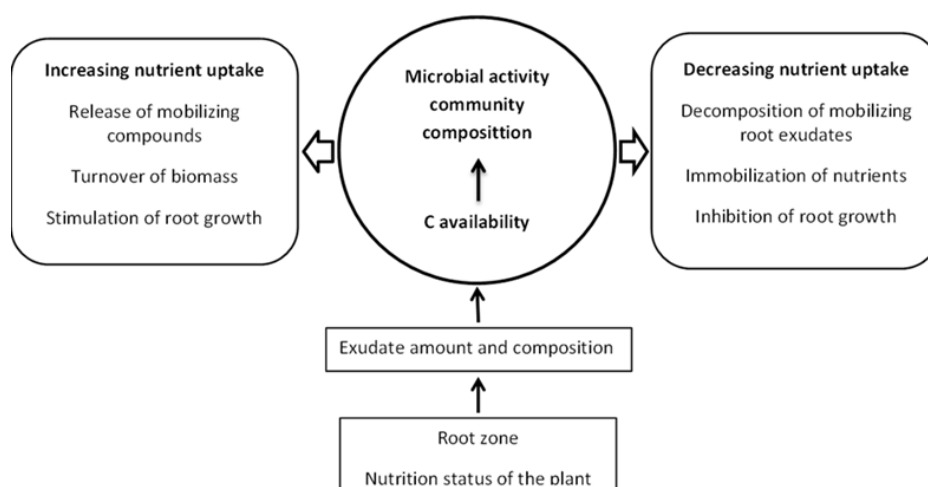 Increasing nutrient uptake
Release of mobilizing
compounds
Turnover of biomass
Stimulation of root growth
Microbial activity
community
composittion
C availability
Decreasing nutrient uptake
Decomposition of mobilizing
root exudates
Immobilization of nutrients
Inhibition of root growth
Exudate amount and composition
Root zone
Nutrition status of the plant